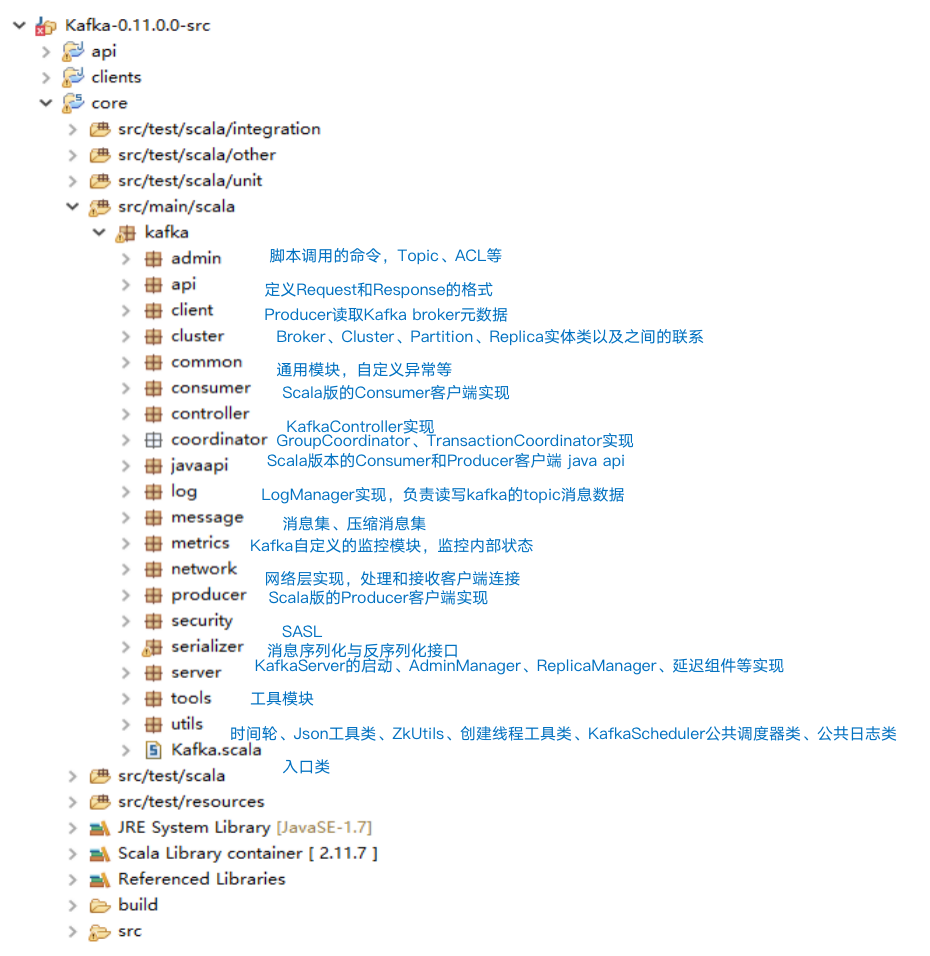 Kafka-0.11.0.0-src
api
clients
core
src/test/scala/integration
src/test/scala/other
src/test/scala/unit
src/main/scala
kafka
admin 脚本调用的命令，Topic、ACL等
api 定义Request和Response的格式
client Producer读取Kafka broker元数据
cluster Broker、Cluster、Partition、Replica实体类以及之间的联系
common 通用模块，自定义异常等
consumer Scala版的Consumer客户端实现
controller KafkaController实现
coordinator GroupCoordinator、TransactionCoordinator实现
javaapi Scala版本的Consumer和Producer客户端 java api
log LogManager实现，负责读写kafka的topic消息数据
message 消息集、压缩消息集
metrics Kafka自定义的监控模块，监控内部状态
network 网络层实现，处理和接收客户端连接
producer Scala版的Producer客户端实现
security SASL
serializer 消息序列化与反序列化接口
server KafkaServer的启动、AdminManager、ReplicaManager、延迟组件等实现
tools 工具模块
utils 时间轮、Json工具类、ZkUtils、创建线程工具类、KafkaScheduler公共调度器类、公共日志类
Kafka.scala 入口类
src/test/scala
src/test/resources
JRE System Library [JavaSE-1.7]
Scala Library container [ 2.11.7 ]
Referenced Libraries
build
src